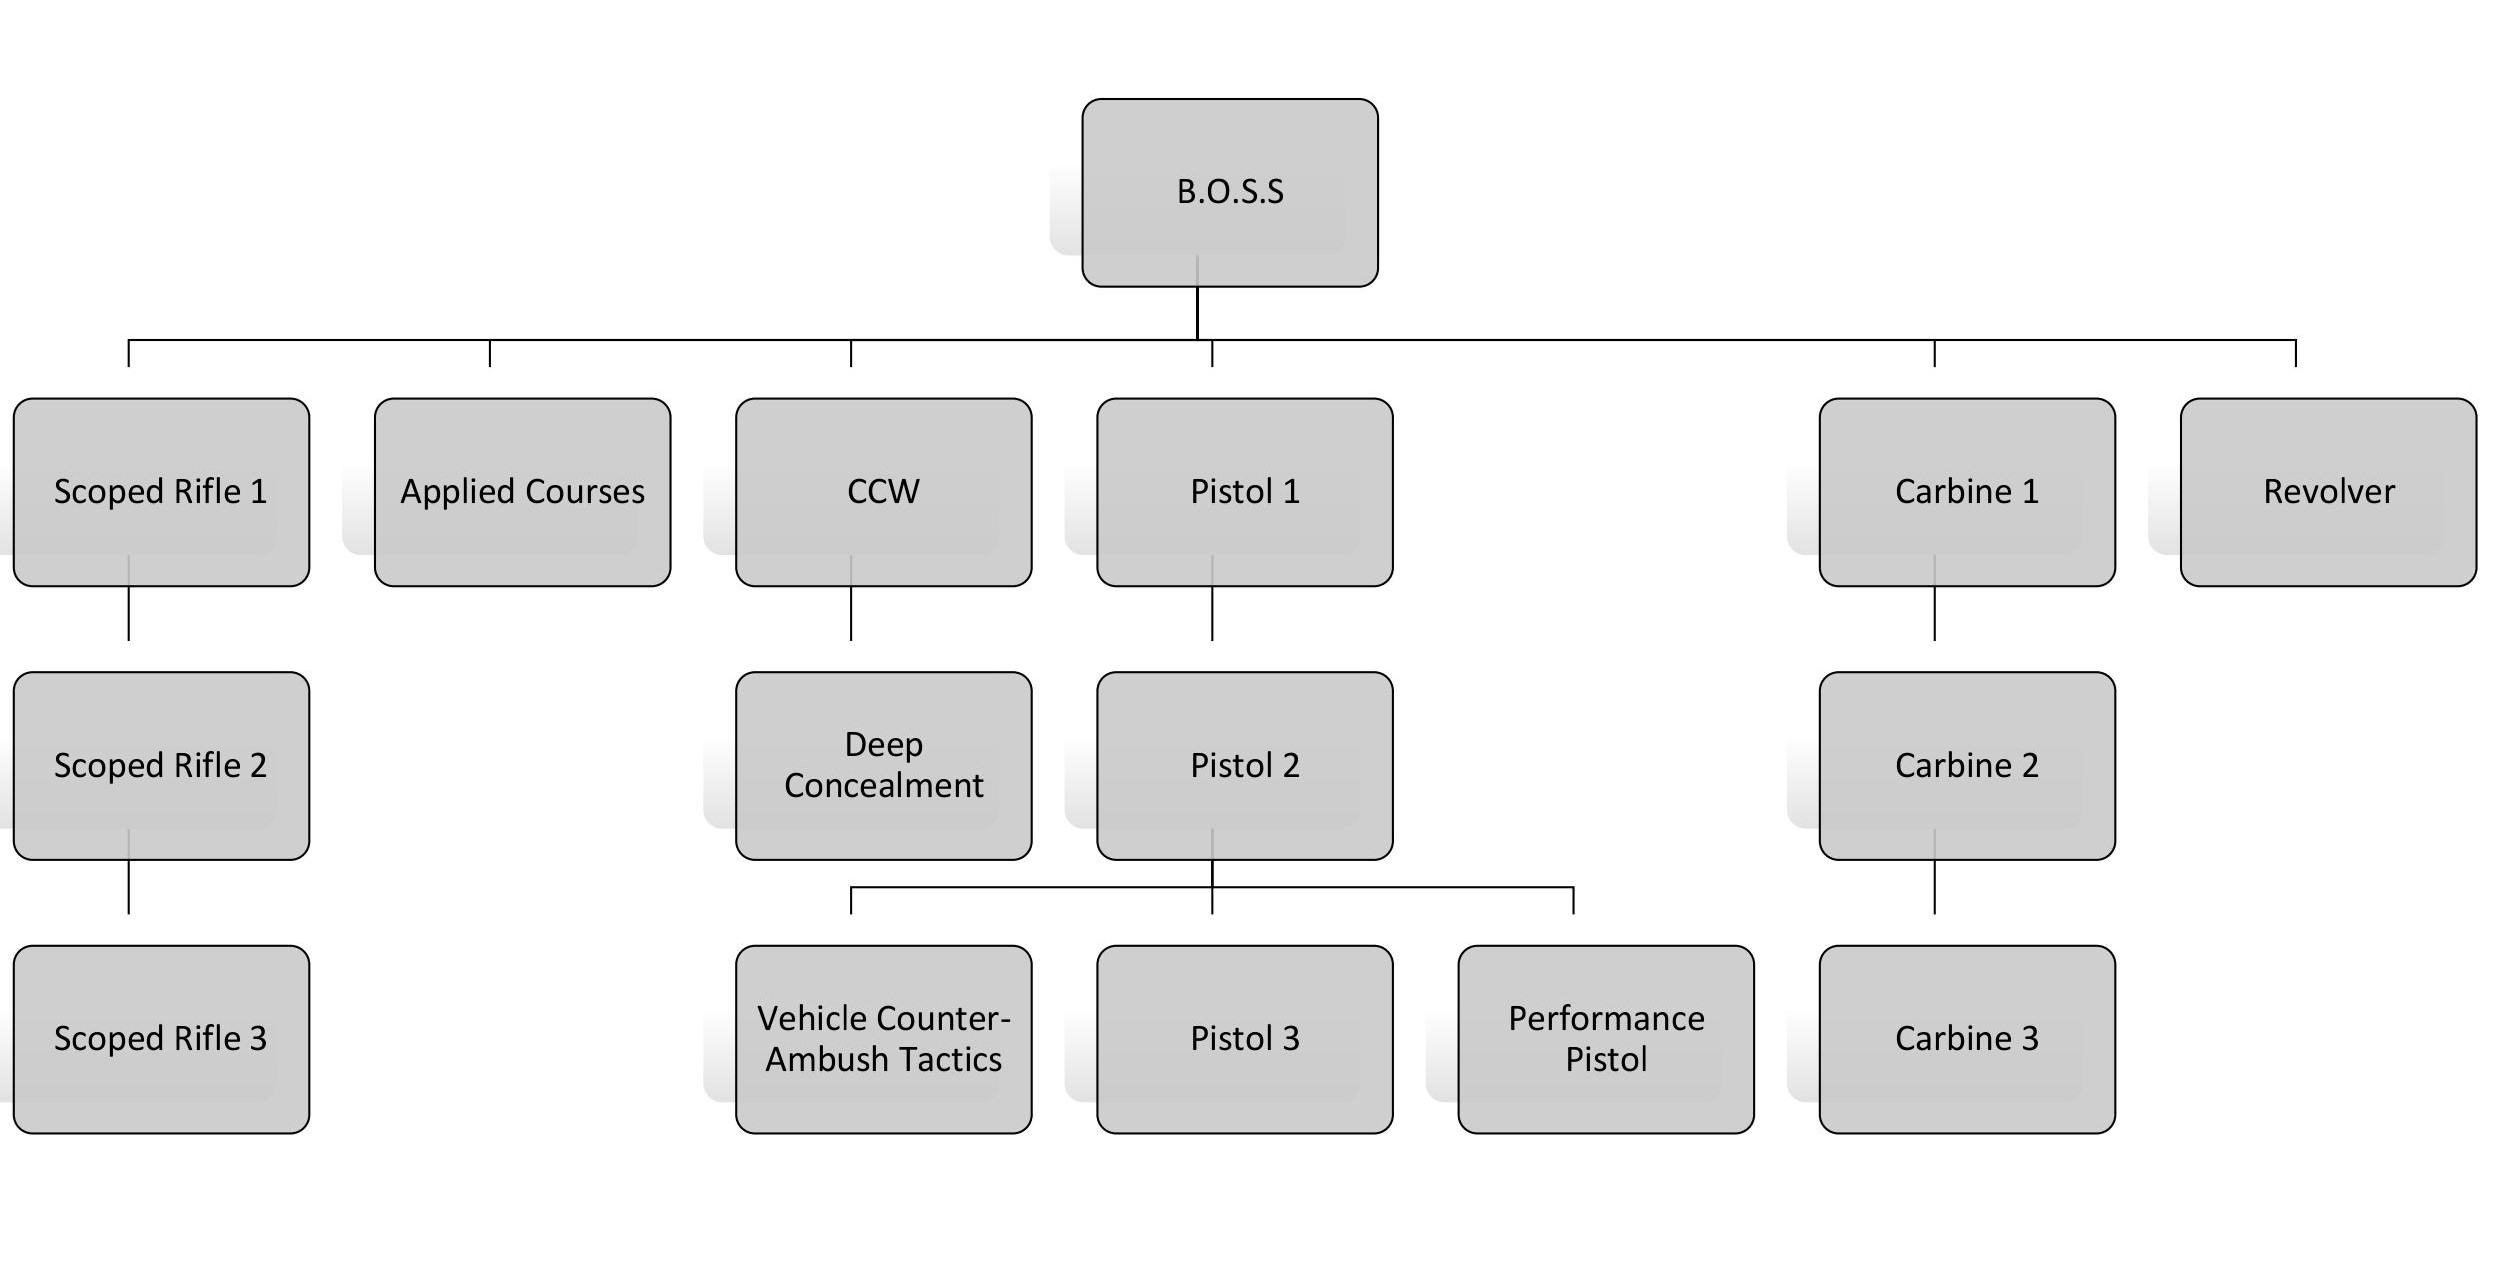 B.O.S.S
Scoped Rifle 1
Applied Courses
CCW
Pistol 1
Carbine 1
Revolver
Scoped Rifle 2
Deep
Concealment
Pistol 2
Carbine 2
Scoped Rifle 3
Vehicle Counter-
Ambush Tactics
Pistol 3
Performance
Pistol
Carbine 3